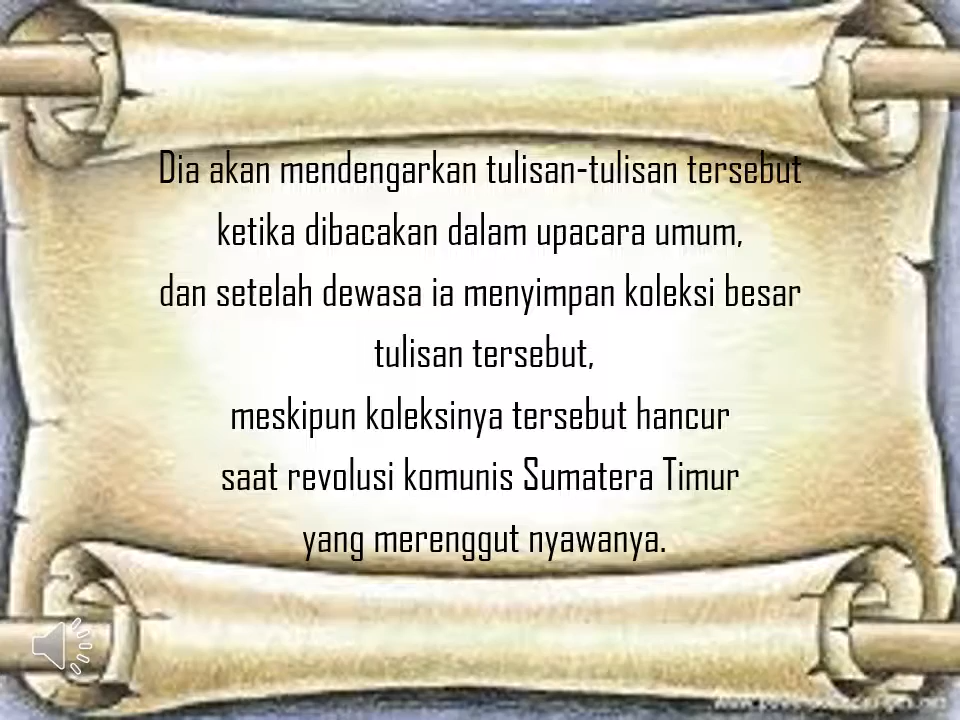 Dia akan mendengarkan tulisan-tulisan tersebut
ketika dibacakan dalam upacara umum,
dan setelah dewasa ia menyimpan koleksi besar
tulisan tersebut,
meskipun koleksinya tersebut hancur
saat revolusi komunis Sumatera Timur
yang merenggut nyawanya.